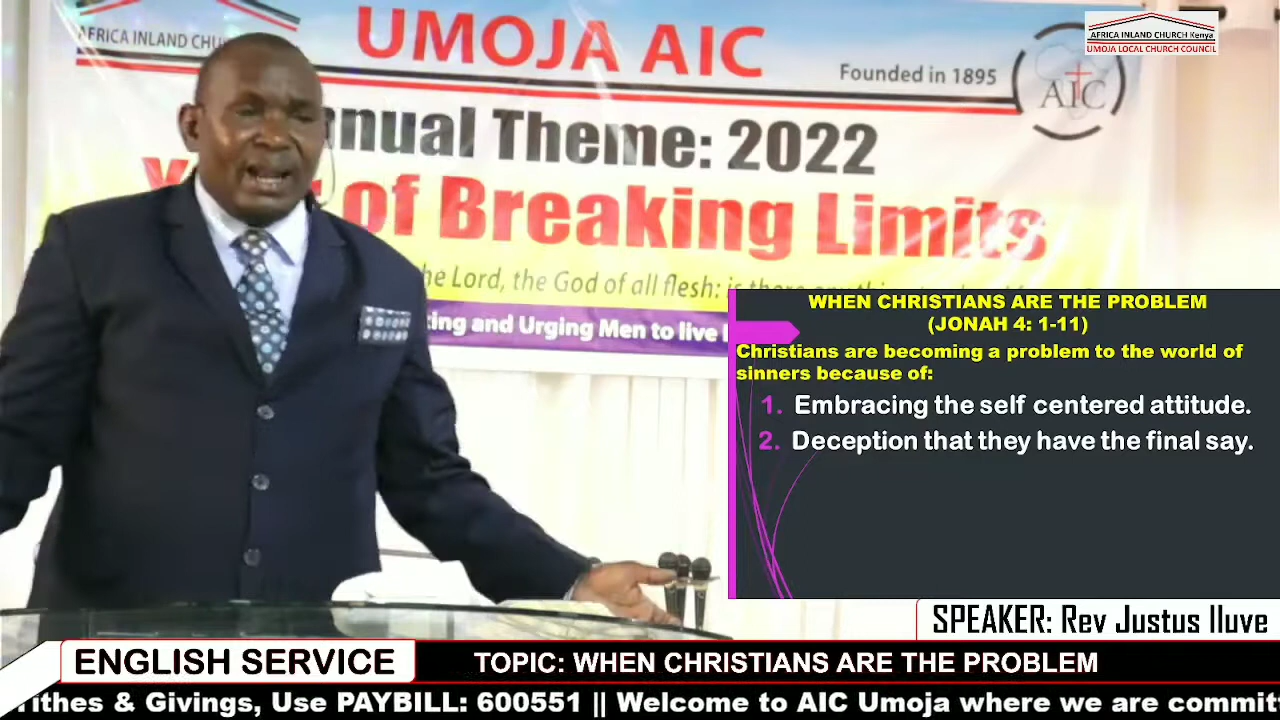 AFRICA INLAND
UMOJA AIC
Founded in 1895
AIC
AFRICA INLAND CHURCH Kenya
UMOJA LOCAL CHURCH COUNCIL
Theme: 2022
of Breaking Limits
the Lord, the God of all flesh: is there
and Urging Men to live
WHEN CHRISTIANS ARE THE PROBLEM
(JONAH 4: 1-11)
Christians are becoming a problem to the world of
sinners because of:
1. Embracing the self centered attitude.
2. Deception that they have the final say.
SPEAKER: Rev Justus Iluve
ENGLISH SERVICE
TOPIC: WHEN CHRISTIANS ARE THE PROBLEM
Tithes & Givings, Use PAYBILL: 600551 || Welcome to AIC Umoja where we are commit